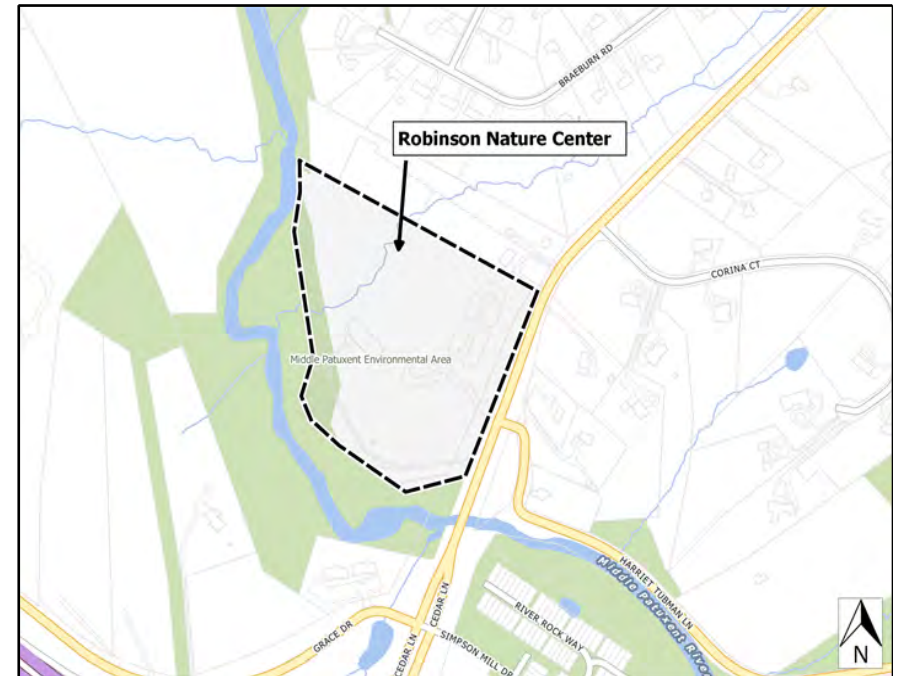 BRAEBURN RD
Robinson Nature Center
CORINA CT
Middle Patuxent Environmental Area
HARRIET TUBMAN LN
Middle Patuxent River
RIVER ROCK WAY
GRACE DR
CEDAR LN
CEDAR LN
SIMPSON MILL DR
N